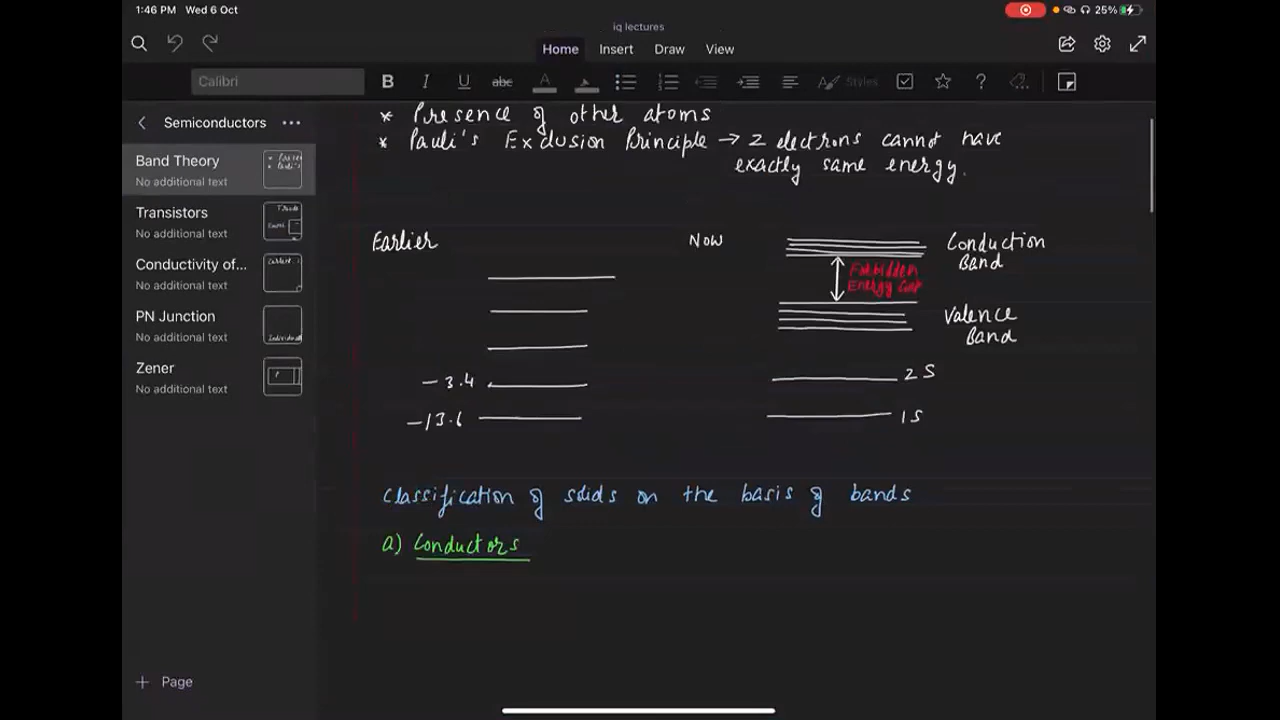 1:46 PM Wed 6 Oct
25%
iq lectures
Home Insert Draw View
Calibri
B I U abc A Styles ?
Semiconductors
Band Theory
No additional text
Transistors
No additional text
Conductivity of...
No additional text
PN Junction
No additional text
Zener
No additional text
Page
* Presence of other atoms
* Pauli's Exclusion Principle → 2 electrons cannot have
exactly same energy.
Earlier
Now
Conduction
Band
Forbidden
Energy Gap
Valence
Band
-3.4
2S
-13.6
1S
Classification of solids on the basis of bands
a) Conductors